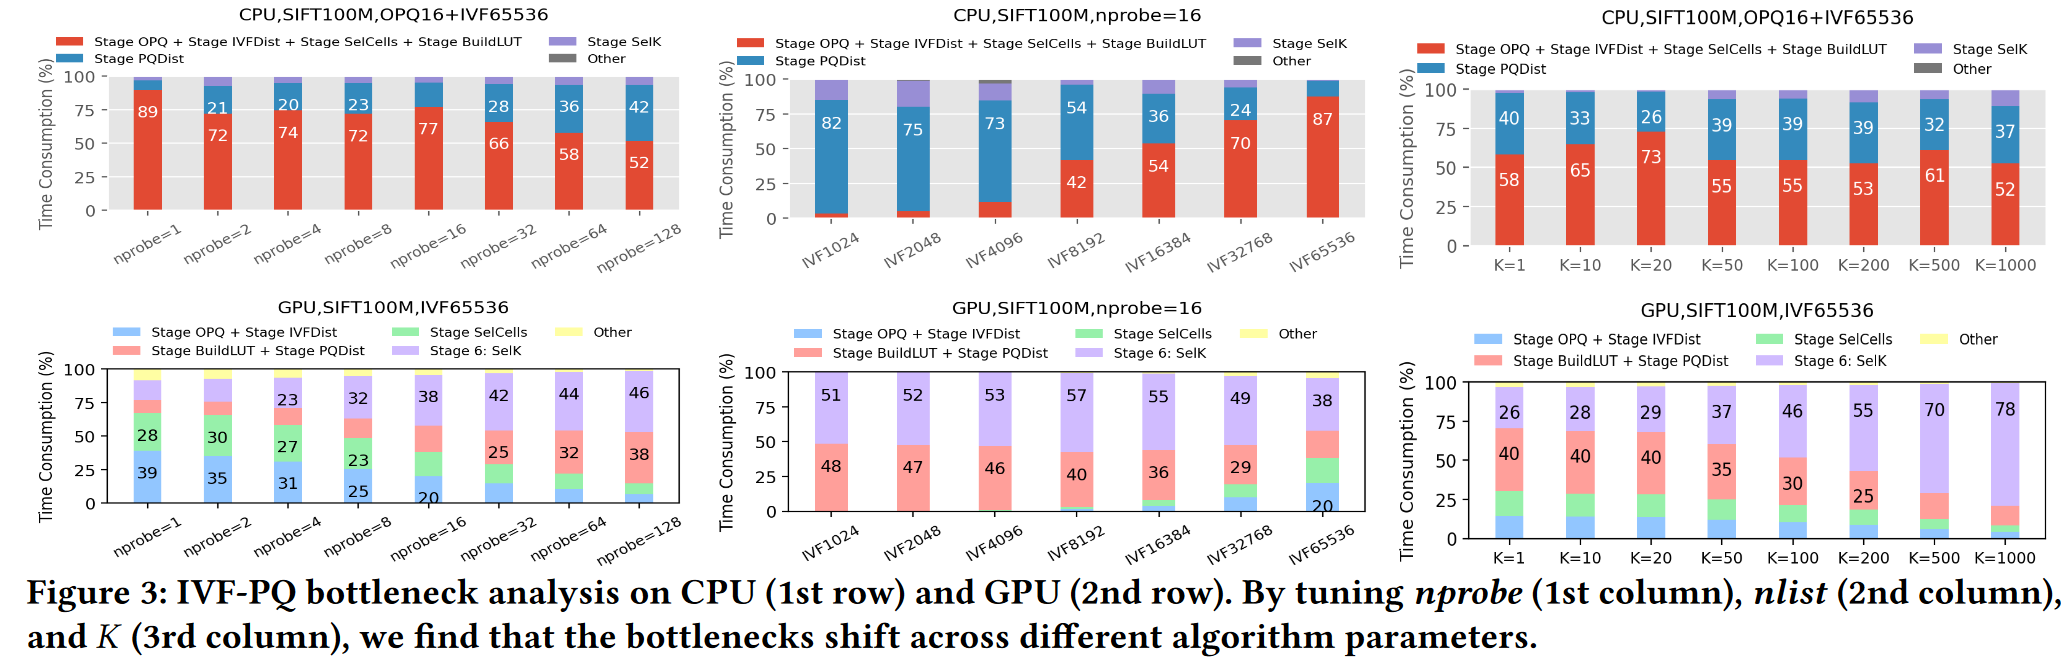 CPU,SIFT100M,OPQ16+IVF65536
Stage OPQ + Stage IVFDist + Stage SelCells + Stage BuildLUT
Stage SelK
Stage PQDist
Other
Time Consumption (%)
100
75
50
25
0
89
21
72
20
74
23
72
77
28
66
36
58
42
52
nprobe=1
nprobe=2
nprobe=4
nprobe=8
nprobe=16
nprobe=32
nprobe=64
nprobe=128
CPU,SIFT100M,nprobe=16
Stage OPQ + Stage IVFDist + Stage SelCells + Stage BuildLUT
Stage SelK
Stage PQDist
Other
Time Consumption (%)
100
75
50
25
0
82
75
73
54
42
36
54
24
70
87
IVF1024
IVF2048
IVF4096
IVF8192
IVF16384
IVF32768
IVF65536
CPU,SIFT100M,OPQ16+IVF65536
Stage OPQ + Stage IVFDist + Stage SelCells + Stage BuildLUT
Stage SelK
Stage PQDist
Other
Time Consumption (%)
100
75
50
25
0
40
58
33
65
26
73
39
55
39
55
39
53
32
61
37
52
K=1
K=10
K=20
K=50
K=100
K=200
K=500
K=1000
GPU,SIFT100M,IVF65536
Stage OPQ + Stage IVFDist
Stage SelCells
Other
Stage BuildLUT + Stage PQDist
Stage 6: SelK
Time Consumption (%)
100
75
50
25
0
28
39
30
35
23
27
31
32
23
25
38
20
42
25
44
32
46
38
nprobe=1
nprobe=2
nprobe=4
nprobe=8
nprobe=16
nprobe=32
nprobe=64
nprobe=128
GPU,SIFT100M,nprobe=16
Stage OPQ + Stage IVFDist
Stage SelCells
Other
Stage BuildLUT + Stage PQDist
Stage 6: SelK
Time Consumption (%)
100
75
50
25
0
51
48
52
47
53
46
57
40
55
36
49
29
38
20
IVF1024
IVF2048
IVF4096
IVF8192
IVF16384
IVF32768
IVF65536
GPU,SIFT100M,IVF65536
Stage OPQ + Stage IVFDist
Stage SelCells
Other
Stage BuildLUT + Stage PQDist
Stage 6: SelK
Time Consumption (%)
100
75
50
25
0
26
40
28
40
29
40
37
35
46
30
55
25
70
78
K=1
K=10
K=20
K=50
K=100
K=200
K=500
K=1000
Figure 3: IVF-PQ bottleneck analysis on CPU (1st row) and GPU (2nd row). By tuning nprobe (1st column), nlist (2nd column),
and K (3rd column), we find that the bottlenecks shift across different algorithm parameters.